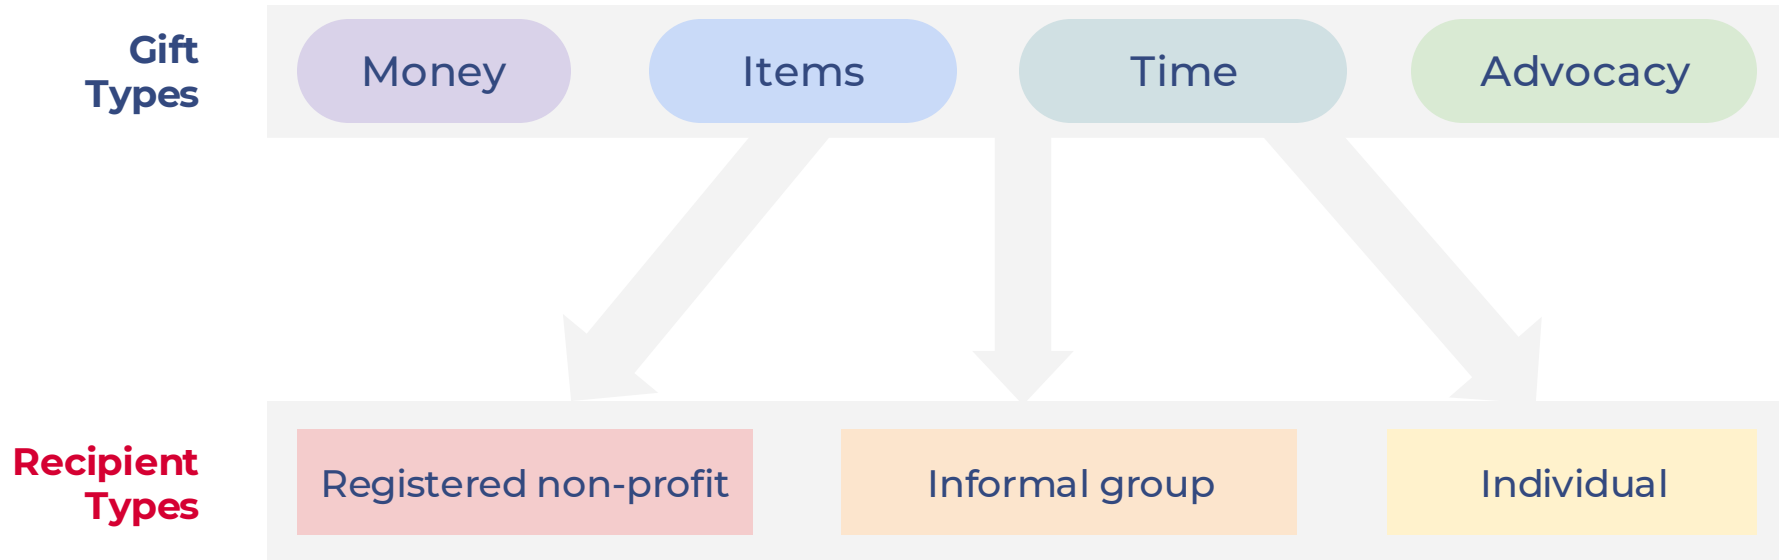 Gift
Types
Money
Items
Time
Advocacy
Recipient
Types
Registered non-profit
Informal group
Individual